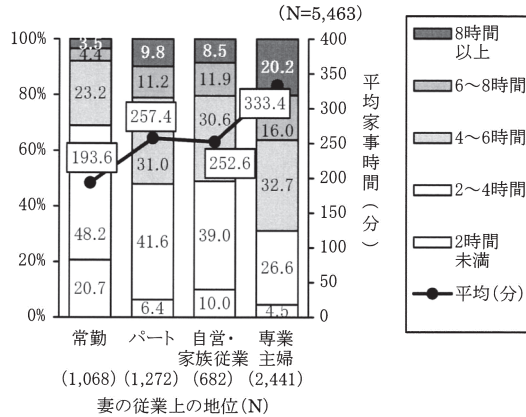 (N=5,463)
100%
80%
60%
40%
20%
0%
3.5
4.4
23.2
193.6
48.2
20.7
9.8
11.2
257.4
31.0
41.6
6.4
8.5
11.9
30.6
252.6
39.0
10.0
20.2
333.4
16.0
32.7
26.6
4.5
400
350
300
250
200
150
100
50
0
平均家事時間(分)
常勤
(1,068)
パート
(1,272)
自営・
家族従業
(682)
専業
主婦
(2,441)
妻の従業上の地位(N)
8時間
以上
6〜8時間
4〜6時間
2〜4時間
2時間
未満
平均(分)